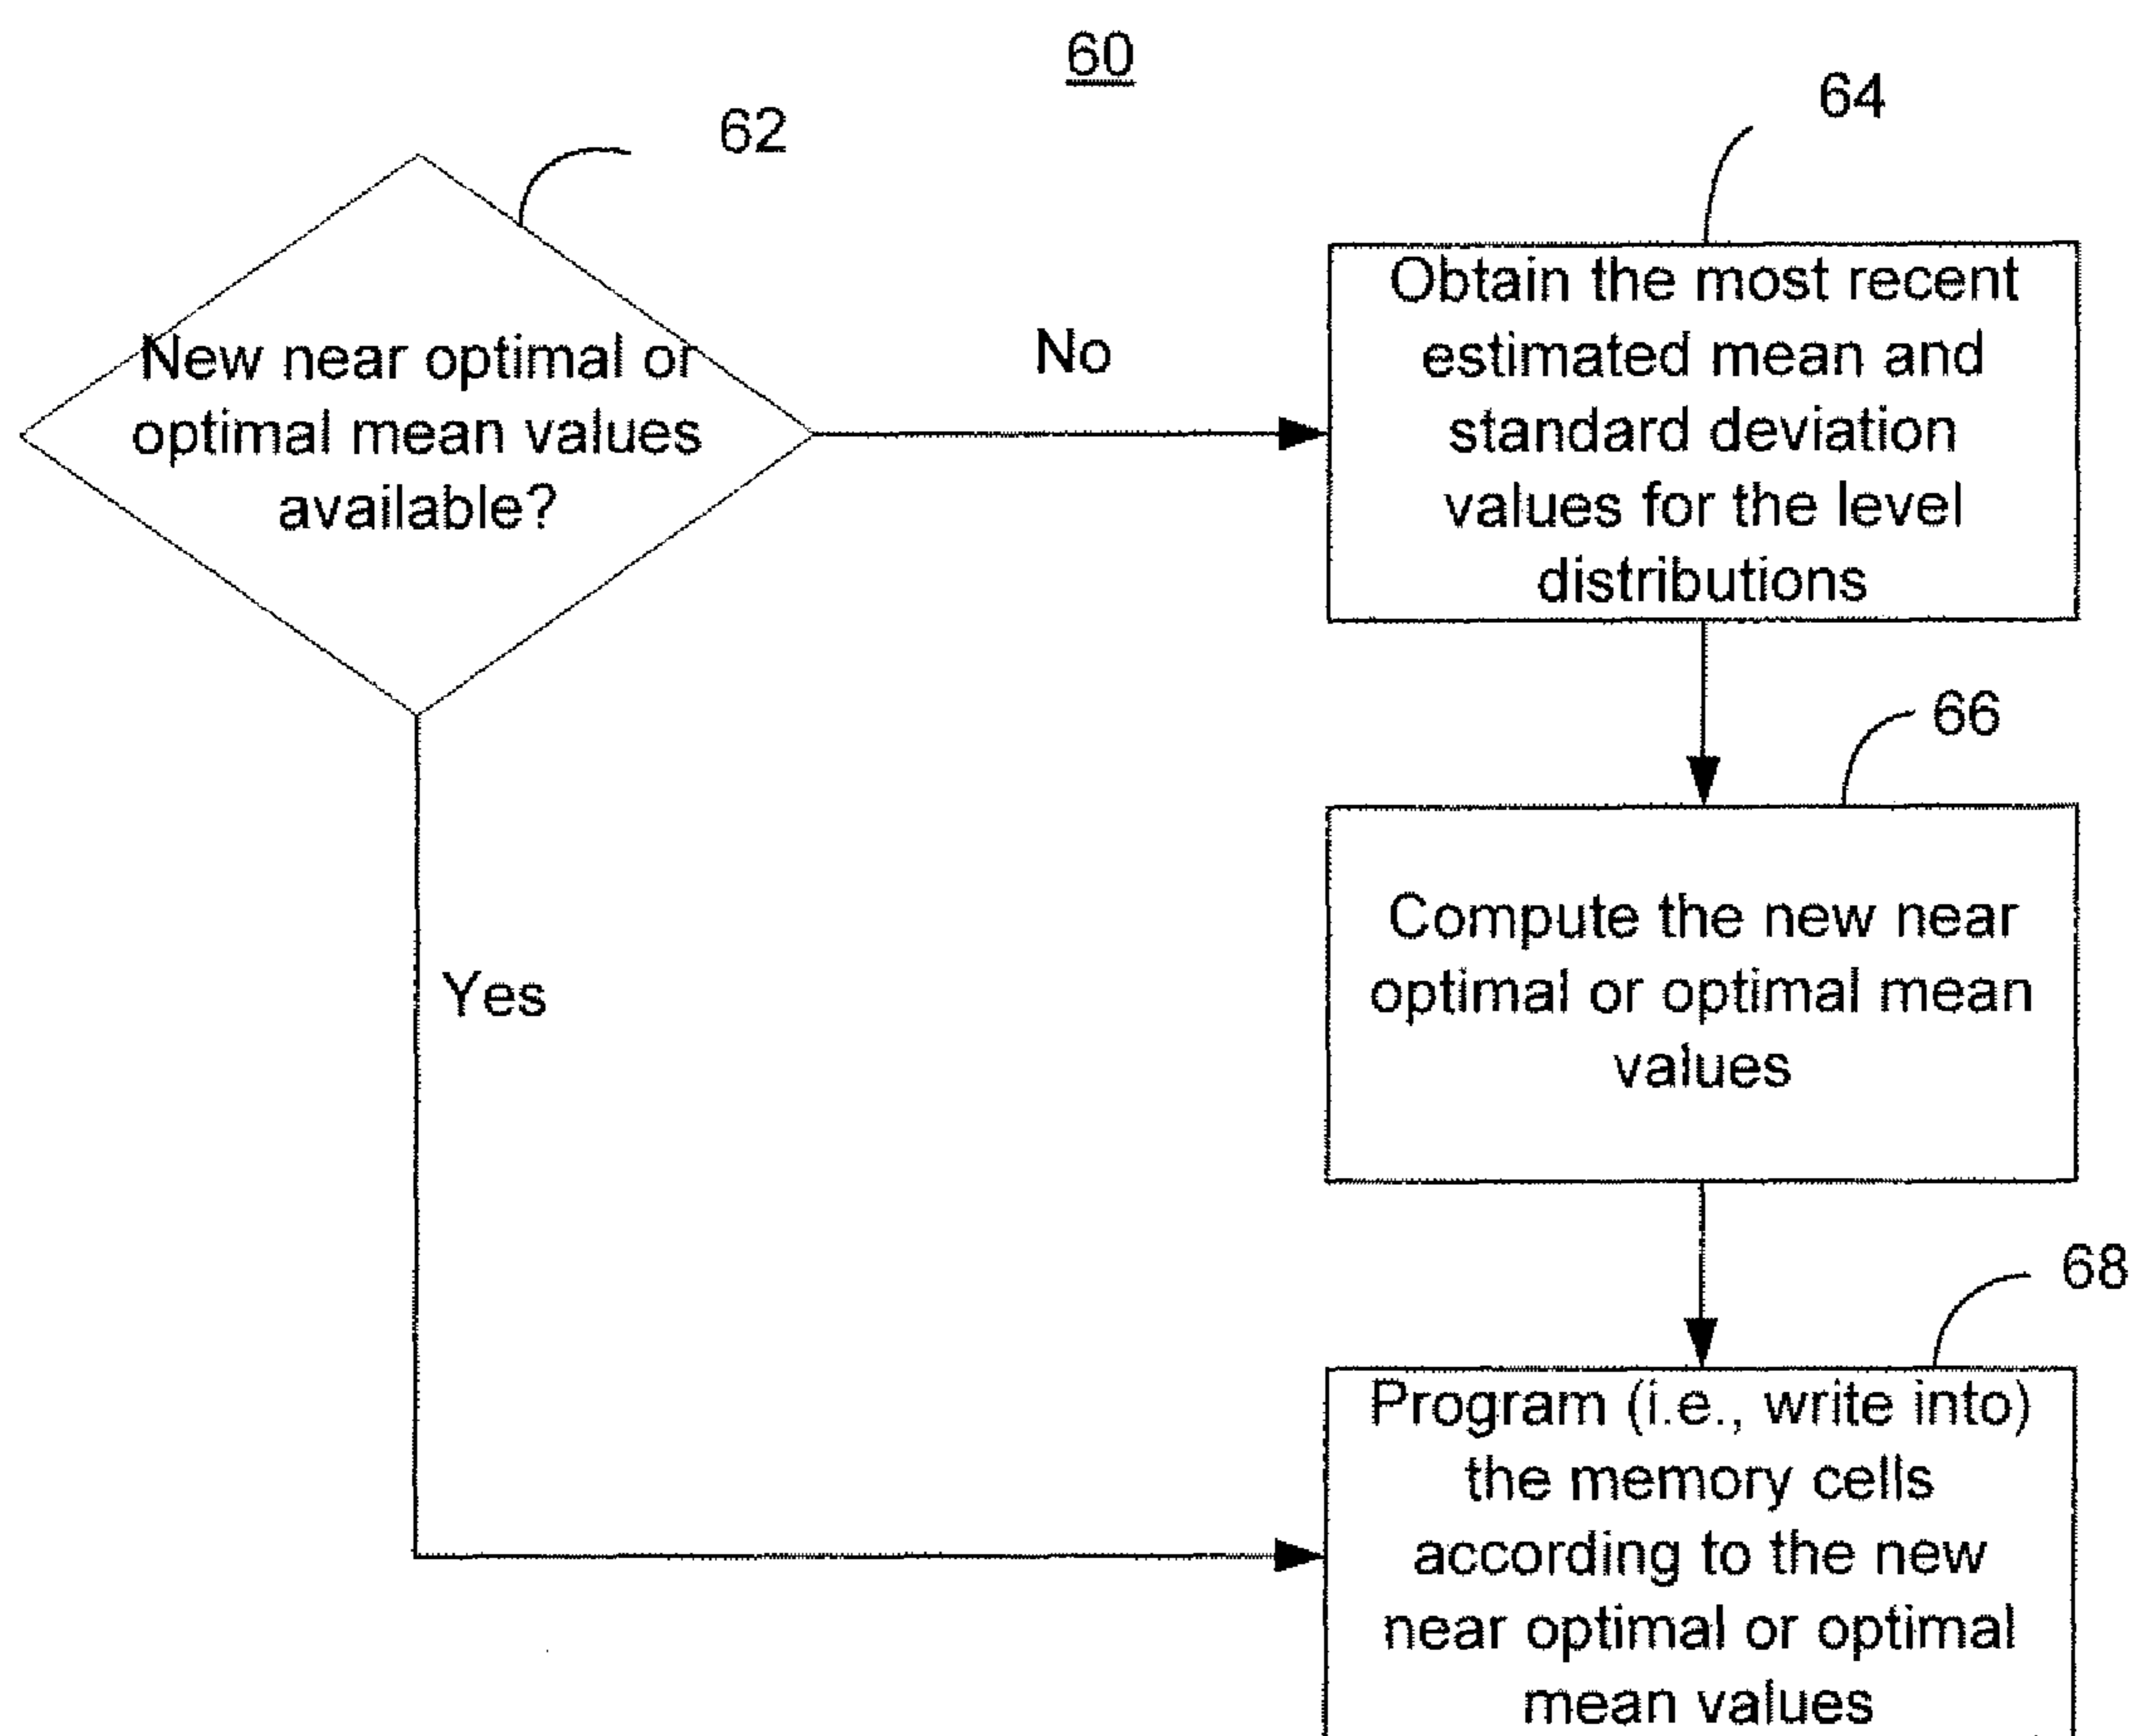 60
62
New near optimal or
optimal mean values
available?
No
64
Obtain the most recent
estimated mean and
standard deviation
values for the level
distributions
66
Compute the new near
optimal or optimal mean
values
Yes
68
Program (i.e., write into)
the memory cells
according to the new
near optimal or optimal
mean values